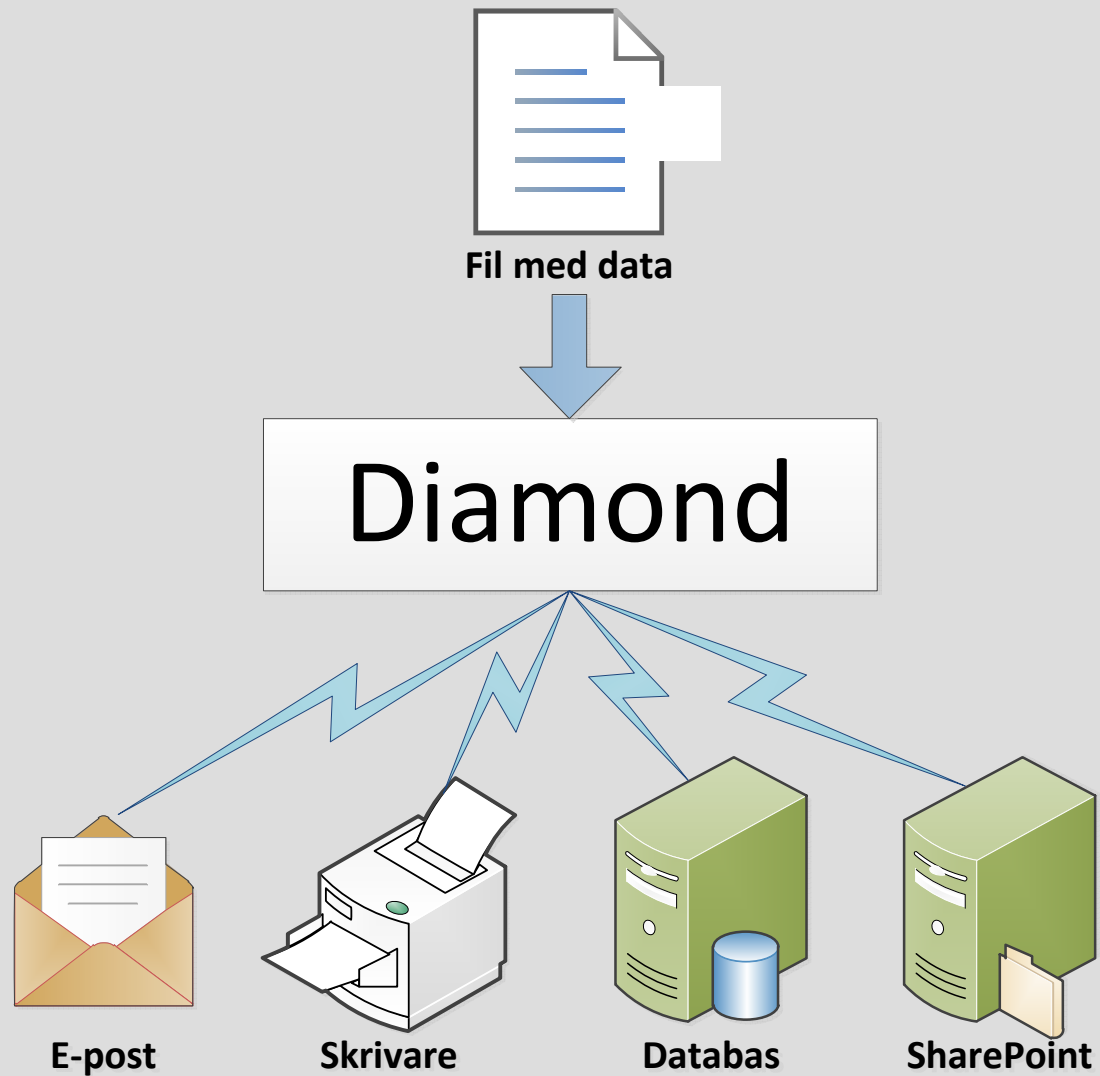 Fil med data
Diamond
E-post
Skrivare
Databas
SharePoint